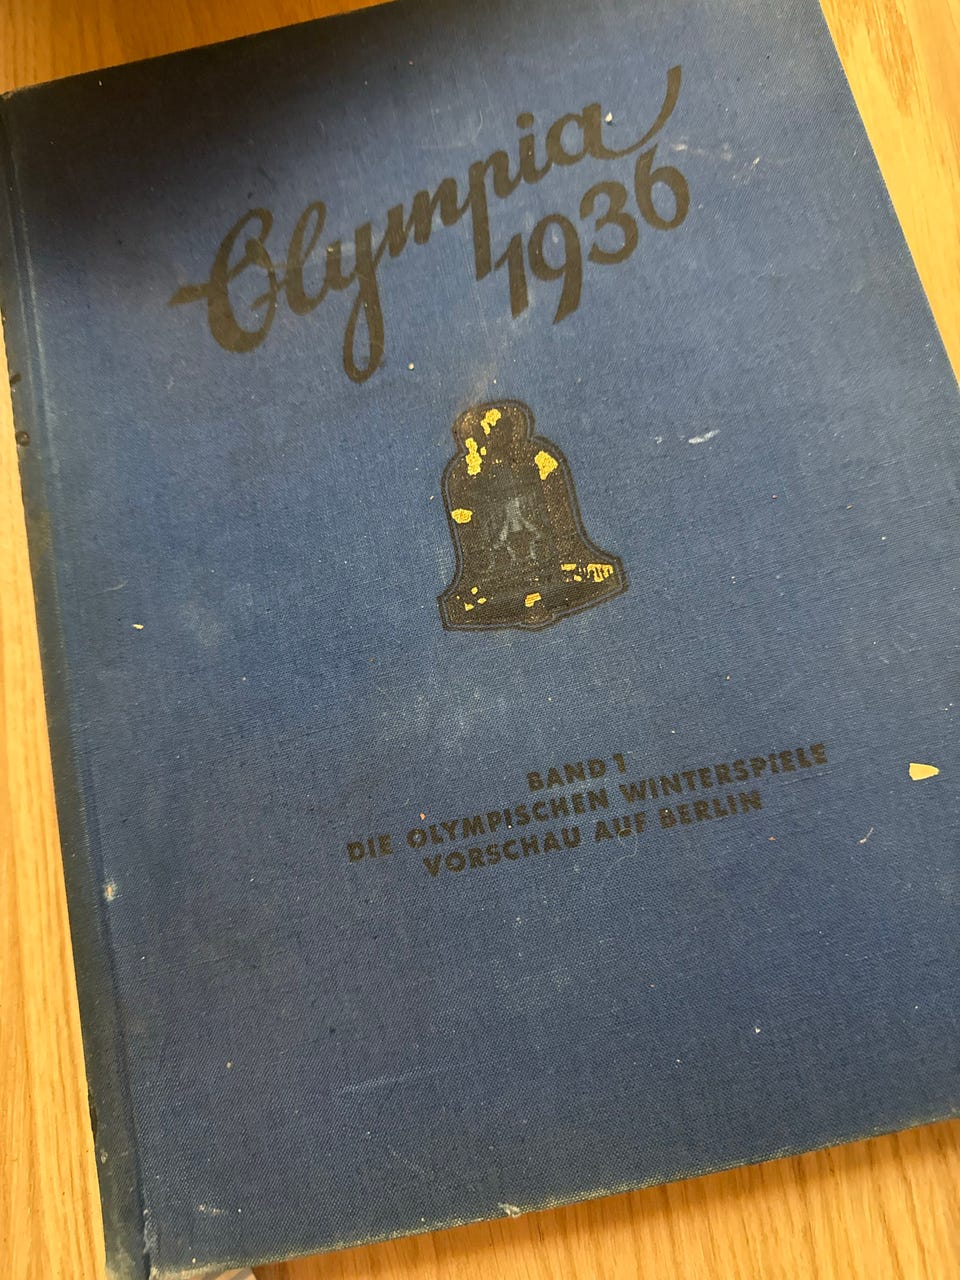 Olympia
1936
BAND 1
DIE OLYMPISCHEN WINTERSPIELE
VORSCHAU AUF BERLIN